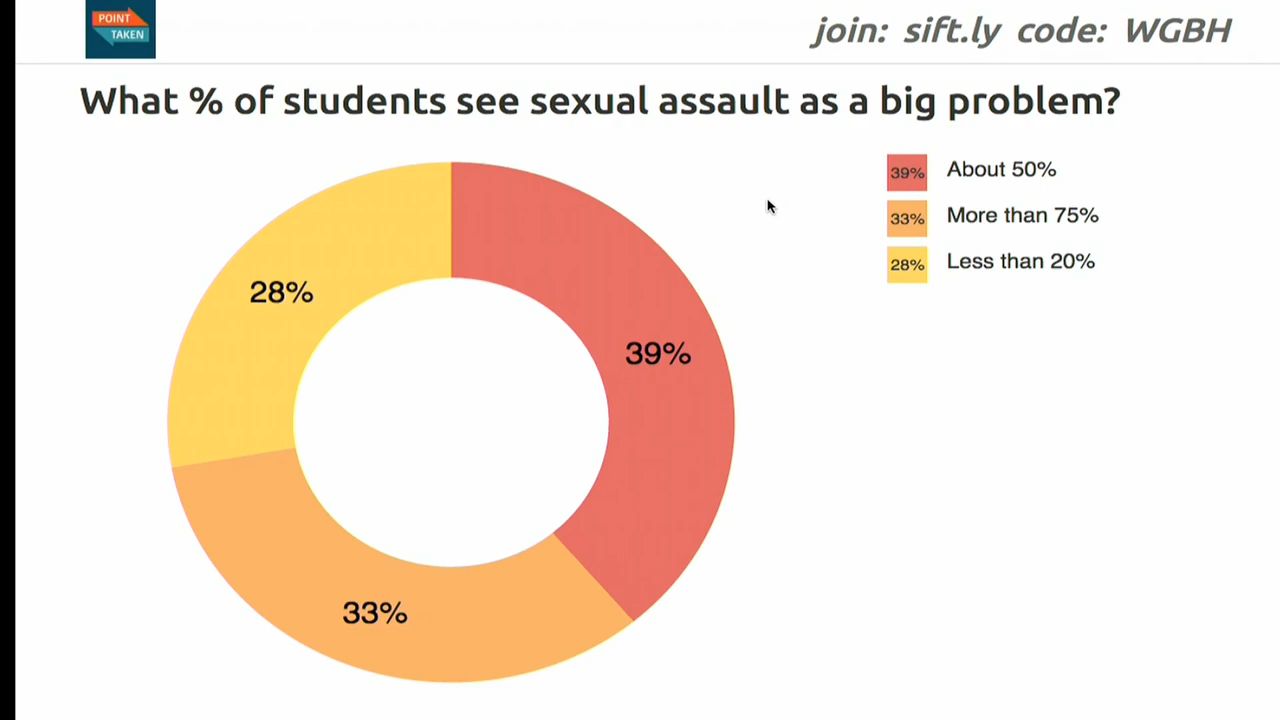 POINT
TAKEN
join: sift.ly code: WGBH
What % of students see sexual assault as a big problem?
39% About 50%
33% More than 75%
28% Less than 20%
28%
39%
33%